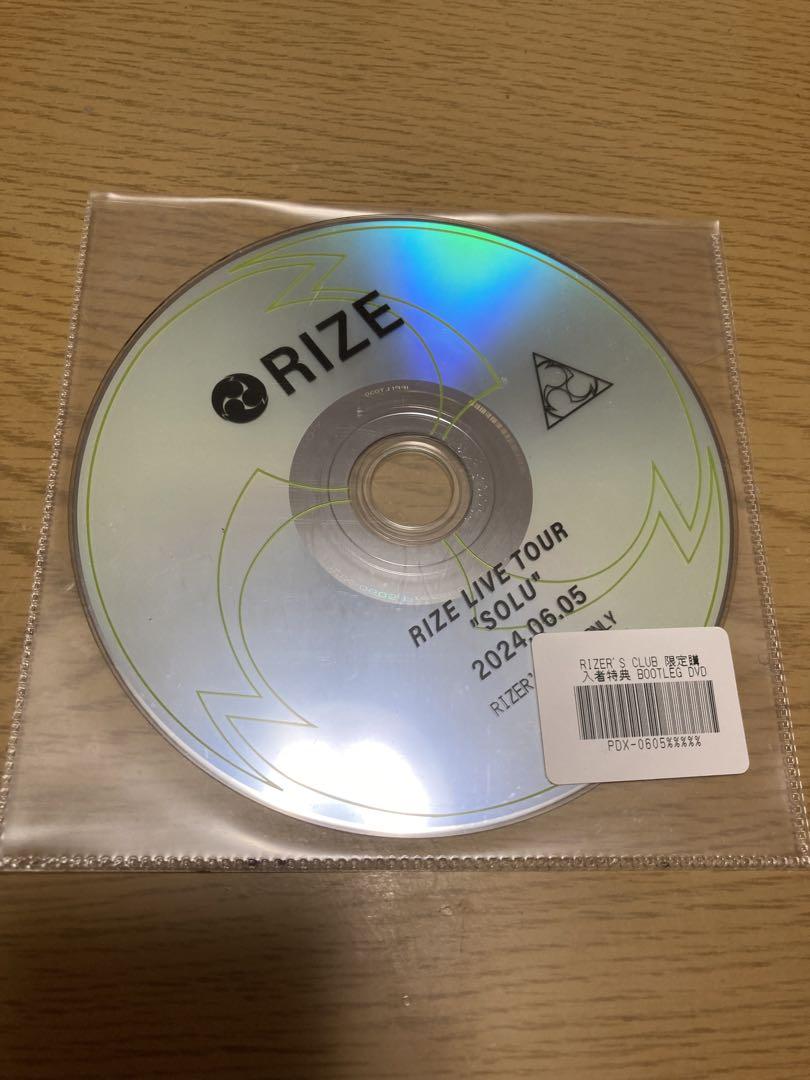 RIZE
RIZE LIVE TOUR
"SOLU"
2024.06.05
RIZER'
RIZER'S CLUB 限定購
入者特典 BOOTLEG DVD
PDX-0605%%%%%